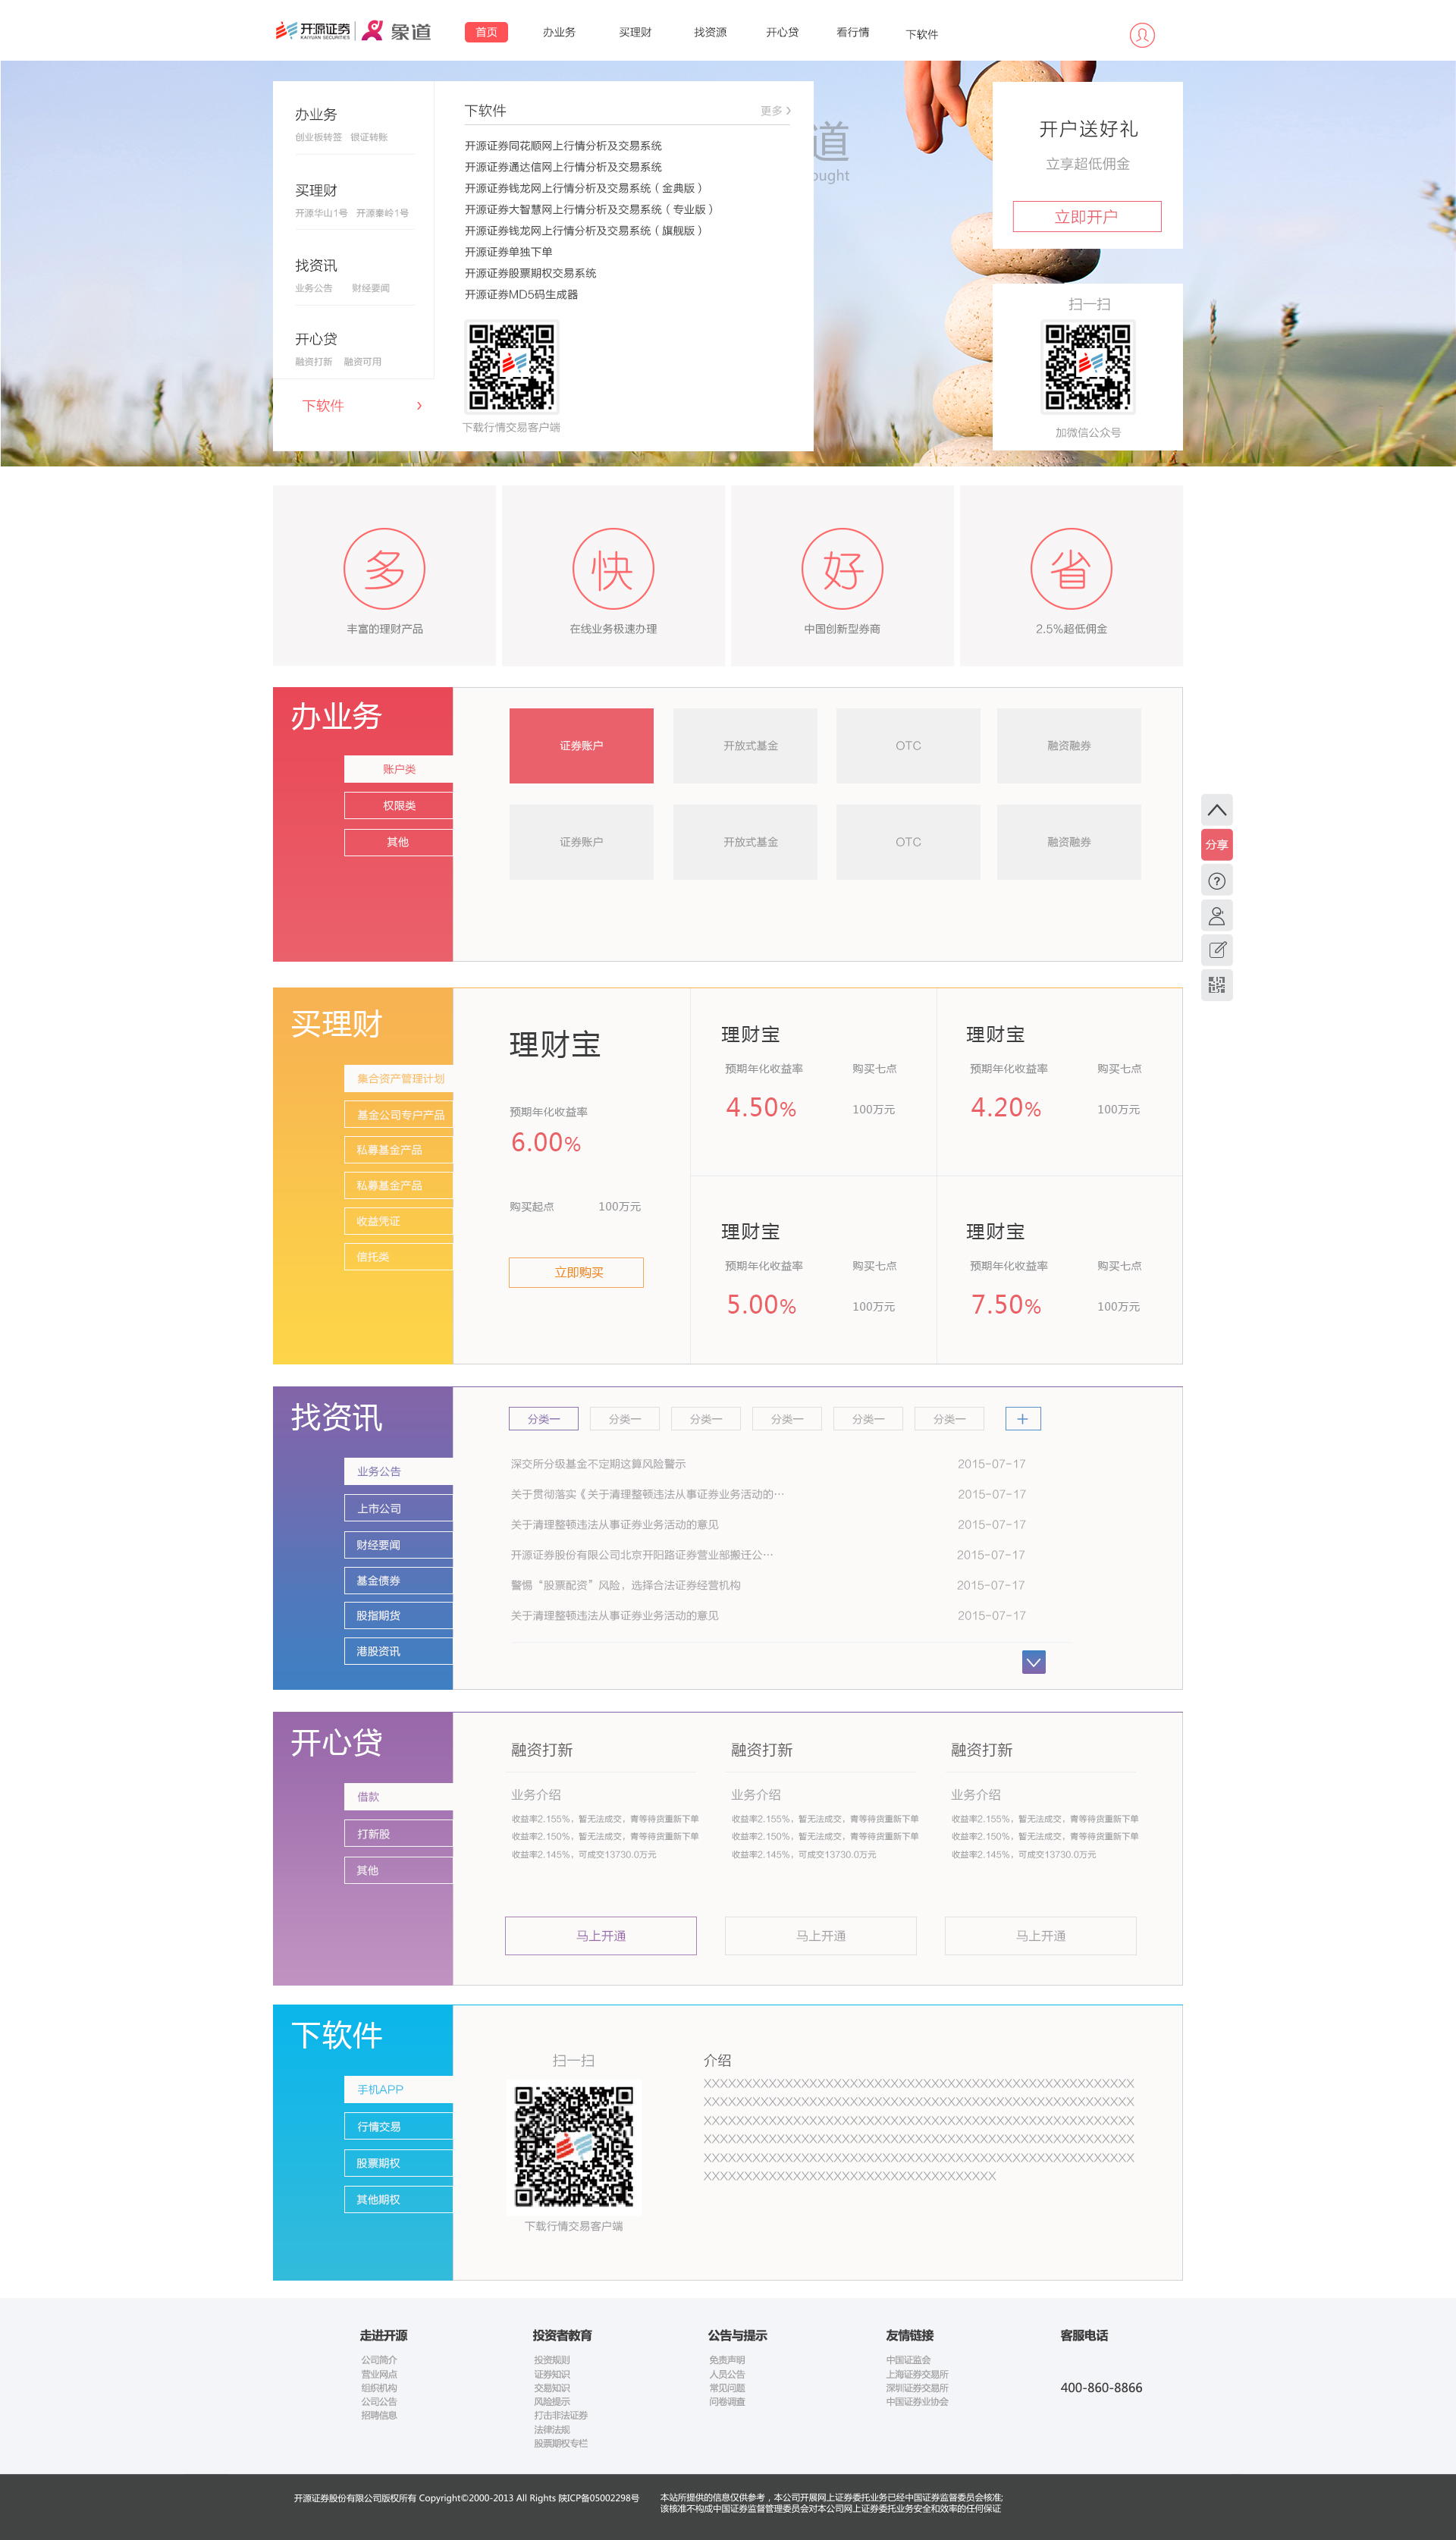 开源证券 象道
KAIYUAN SECURITIES
首页 办业务 买理财 找资源 开心贷 看行情 下软件
办业务
创业板转签 银证转账
买理财
开源华山1号 开源秦岭1号
找资讯
业务公告 财经要闻
开心贷
融资打新 融资可用
下软件
下软件 更多
开源证券同花顺网上行情分析及交易系统
开源证券通达信网上行情分析及交易系统
开源证券钱龙网上行情分析及交易系统（金典版）
开源证券大智慧网上行情分析及交易系统（专业版）
开源证券钱龙网上行情分析及交易系统（旗舰版）
开源证券单独下单
开源证券股票期权交易系统
开源证券MD5码生成器
下载行情交易客户端
道
ought
开户送好礼
立享超低佣金
立即开户
扫一扫
加微信公众号
多 快 好 省
丰富的理财产品 在线业务极速办理 中国创新型券商 2.5%超低佣金
办业务
账户类
权限类
其他
证券账户 开放式基金 OTC 融资融券
证券账户 开放式基金 OTC 融资融券
分享
买理财
集合资产管理计划
基金公司专户产品
私募基金产品
私募基金产品
收益凭证
信托类
理财宝
预期年化收益率
6.00%
购买起点 100万元
立即购买
理财宝
预期年化收益率 购买七点
4.50% 100万元
理财宝
预期年化收益率 购买七点
4.20% 100万元
理财宝
预期年化收益率 购买七点
5.00% 100万元
理财宝
预期年化收益率 购买七点
7.50% 100万元
找资讯
业务公告
上市公司
财经要闻
基金债券
股指期货
港股资讯
分类一 分类一 分类一 分类一 分类一 分类一 +
深交所分级基金不定期这算风险警示 2015-07-17
关于贯彻落实《关于清理整顿违法从事证券业务活动的… 2015-07-17
关于清理整顿违法从事证券业务活动的意见 2015-07-17
开源证券股份有限公司北京开阳路证券营业部搬迁公… 2015-07-17
警惕“股票配资”风险，选择合法证券经营机构 2015-07-17
关于清理整顿违法从事证券业务活动的意见 2015-07-17
开心贷
借款
打新股
其他
融资打新 融资打新 融资打新
业务介绍 业务介绍 业务介绍
收益率2.155%，暂无法成交，青等待货重新下单 收益率2.155%，暂无法成交，青等待货重新下单 收益率2.155%，暂无法成交，青等待货重新下单
收益率2.150%，暂无法成交，青等待货重新下单 收益率2.150%，暂无法成交，青等待货重新下单 收益率2.150%，暂无法成交，青等待货重新下单
收益率2.145%，可成交13730.0万元 收益率2.145%，可成交13730.0万元 收益率2.145%，可成交13730.0万元
马上开通 马上开通 马上开通
下软件
手机APP
行情交易
股票期权
其他期权
扫一扫
下载行情交易客户端
介绍
XXXXXXXXXXXXXXXXXXXXXXXXXXXXXXXXXXXXXXXXXXXXXXXXXXXXX
XXXXXXXXXXXXXXXXXXXXXXXXXXXXXXXXXXXXXXXXXXXXXXXXXXXXX
XXXXXXXXXXXXXXXXXXXXXXXXXXXXXXXXXXXXXXXXXXXXXXXXXXXXX
XXXXXXXXXXXXXXXXXXXXXXXXXXXXXXXXXXXXXXXXXXXXXXXXXXXXX
XXXXXXXXXXXXXXXXXXXXXXXXXXXXXXXXXXXXXXXXXXXXXXXXXXXXX
XXXXXXXXXXXXXXXXXXXXXXXXXXXXXXXXXXXX
走进开源
公司简介
营业网点
组织机构
公司公告
招聘信息
投资者教育
投资规则
证券知识
交易知识
风险提示
打击非法证券
法律法规
股票期权专栏
公告与提示
免责声明
人员公告
常见问题
问卷调查
友情链接
中国证监会
上海证券交易所
深圳证券交易所
中国证券业协会
客服电话
400-860-8866
开源证券股份有限公司版权所有 Copyright©2000-2013 All Rights 陕ICP备05002298号
本站所提供的信息仅供参考，本公司开展网上证券委托业务已经中国证券监督委员会核准;
该核准不构成中国证券监督管理委员会对本公司网上证券委托业务安全和效率的任何保证